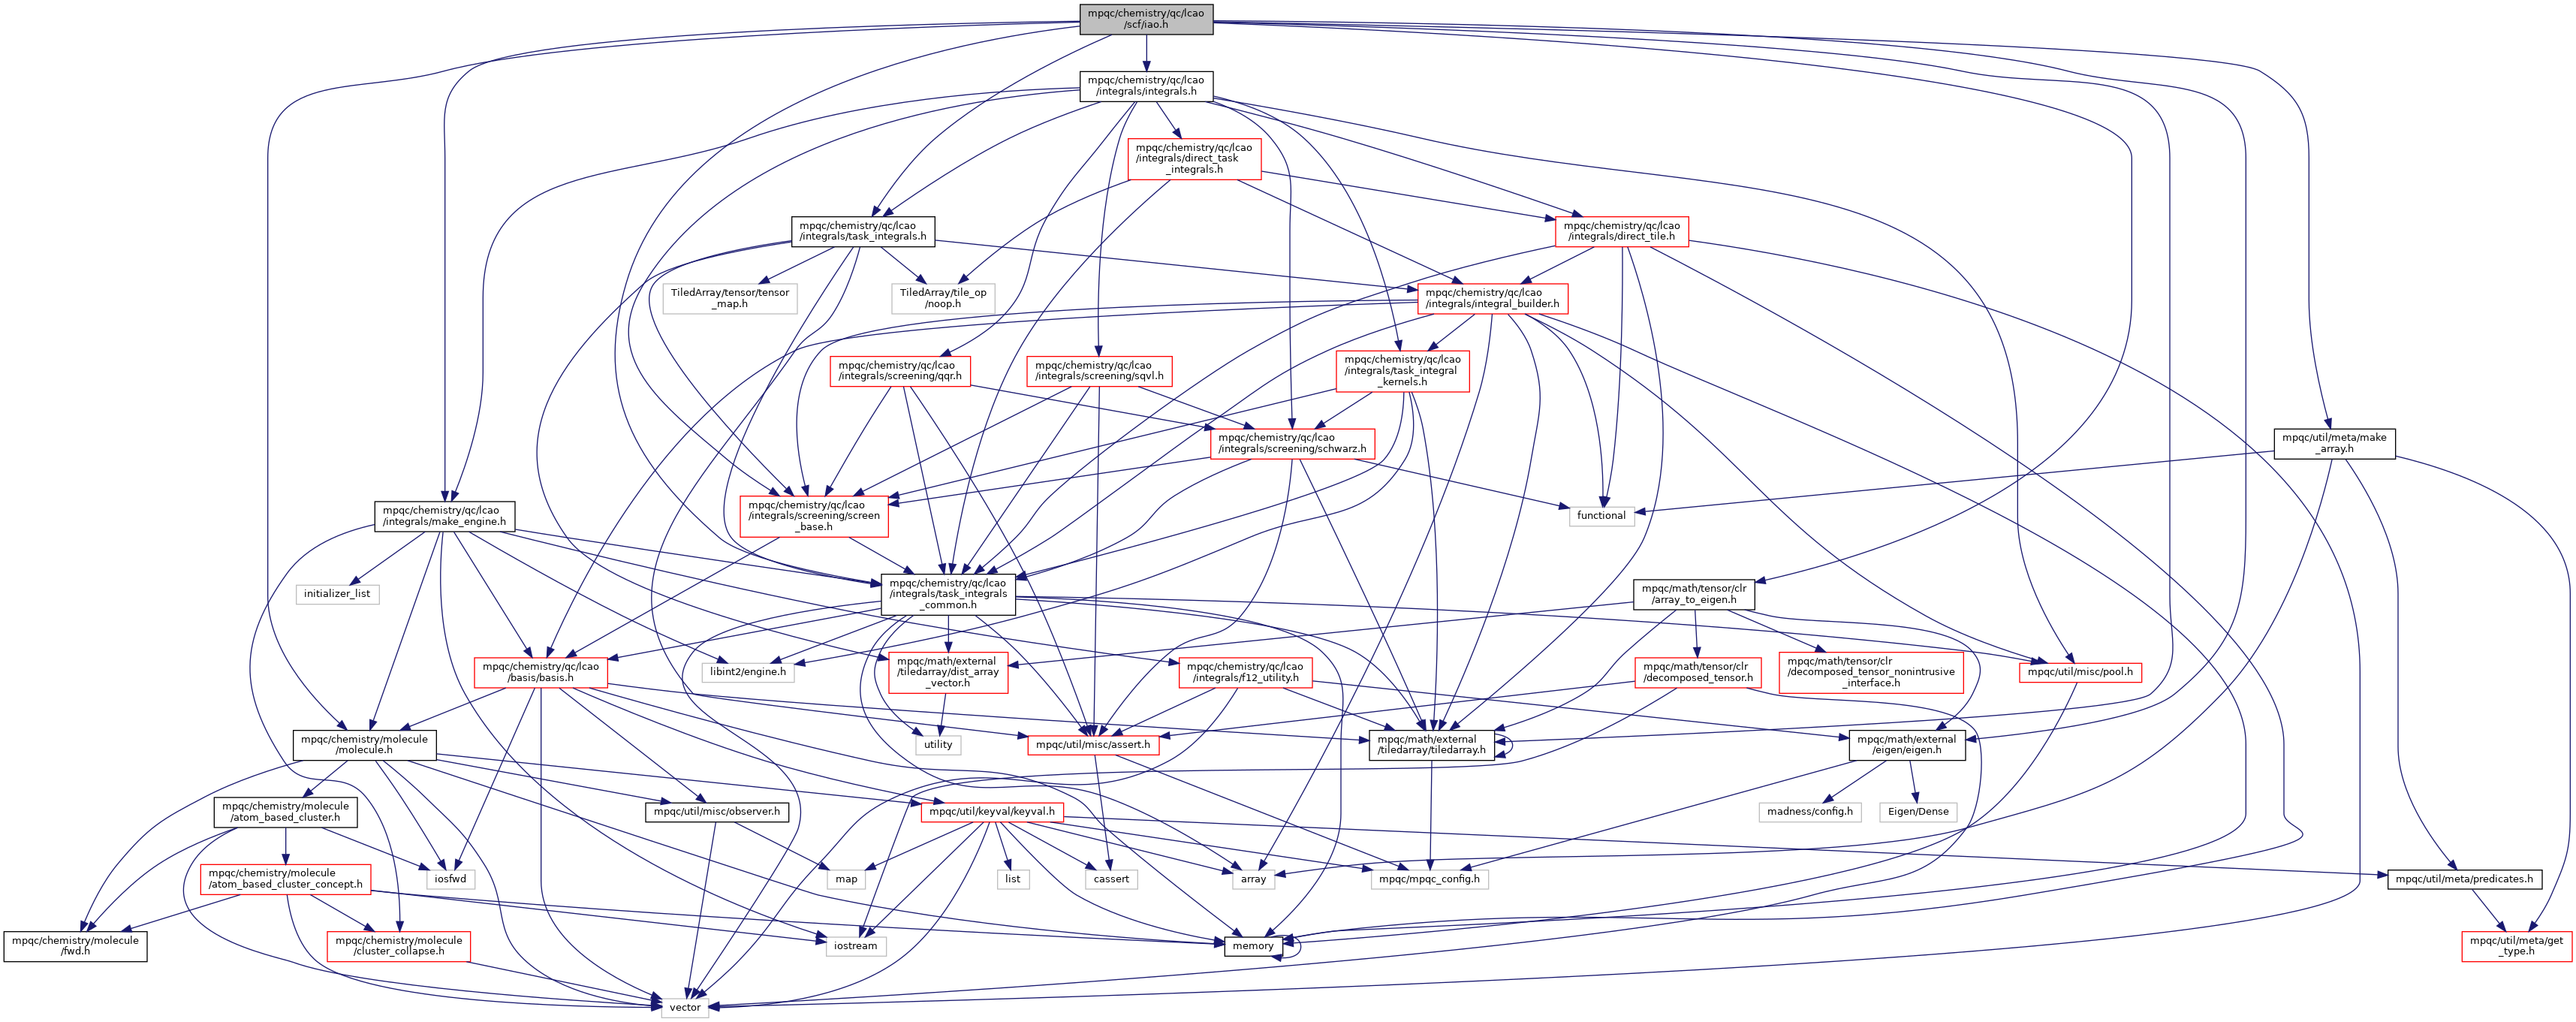 mpqc/chemistry/qc/lcao
/scf/iao.h
mpqc/chemistry/qc/lcao
/integrals/integrals.h
mpqc/chemistry/qc/lcao
/integrals/direct_task
_integrals.h
mpqc/chemistry/qc/lcao
/integrals/task_integrals.h
mpqc/chemistry/qc/lcao
/integrals/direct_tile.h
TiledArray/tensor/tensor
_map.h
TiledArray/tile_op
/noop.h
mpqc/chemistry/qc/lcao
/integrals/integral_builder.h
mpqc/chemistry/qc/lcao
/integrals/screening/qqr.h
mpqc/chemistry/qc/lcao
/integrals/screening/sqvl.h
mpqc/chemistry/qc/lcao
/integrals/task_integral
_kernels.h
mpqc/chemistry/qc/lcao
/integrals/screening/schwarz.h
mpqc/util/meta/make
_array.h
mpqc/chemistry/qc/lcao
/integrals/make_engine.h
mpqc/chemistry/qc/lcao
/integrals/screening/screen
_base.h
functional
initializer_list
mpqc/chemistry/qc/lcao
/integrals/task_integrals
_common.h
mpqc/math/tensor/clr
/array_to_eigen.h
mpqc/chemistry/qc/lcao
/basis/basis.h
libint2/engine.h
mpqc/math/external
/tiledarray/dist_array
_vector.h
mpqc/chemistry/qc/lcao
/integrals/f12_utility.h
mpqc/math/tensor/clr
/decomposed_tensor.h
mpqc/math/tensor/clr
/decomposed_tensor_nonintrusive
_interface.h
mpqc/util/misc/pool.h
mpqc/chemistry/molecule
/molecule.h
utility
mpqc/util/misc/assert.h
mpqc/math/external
/tiledarray/tiledarray.h
mpqc/math/external
/eigen/eigen.h
mpqc/chemistry/molecule
/atom_based_cluster.h
mpqc/util/misc/observer.h
mpqc/util/keyval/keyval.h
madness/config.h
Eigen/Dense
mpqc/chemistry/molecule
/atom_based_cluster_concept.h
iosfwd
map
list
cassert
array
mpqc/mpqc_config.h
mpqc/util/meta/predicates.h
mpqc/chemistry/molecule
/fwd.h
mpqc/chemistry/molecule
/cluster_collapse.h
iostream
memory
mpqc/util/meta/get
_type.h
vector